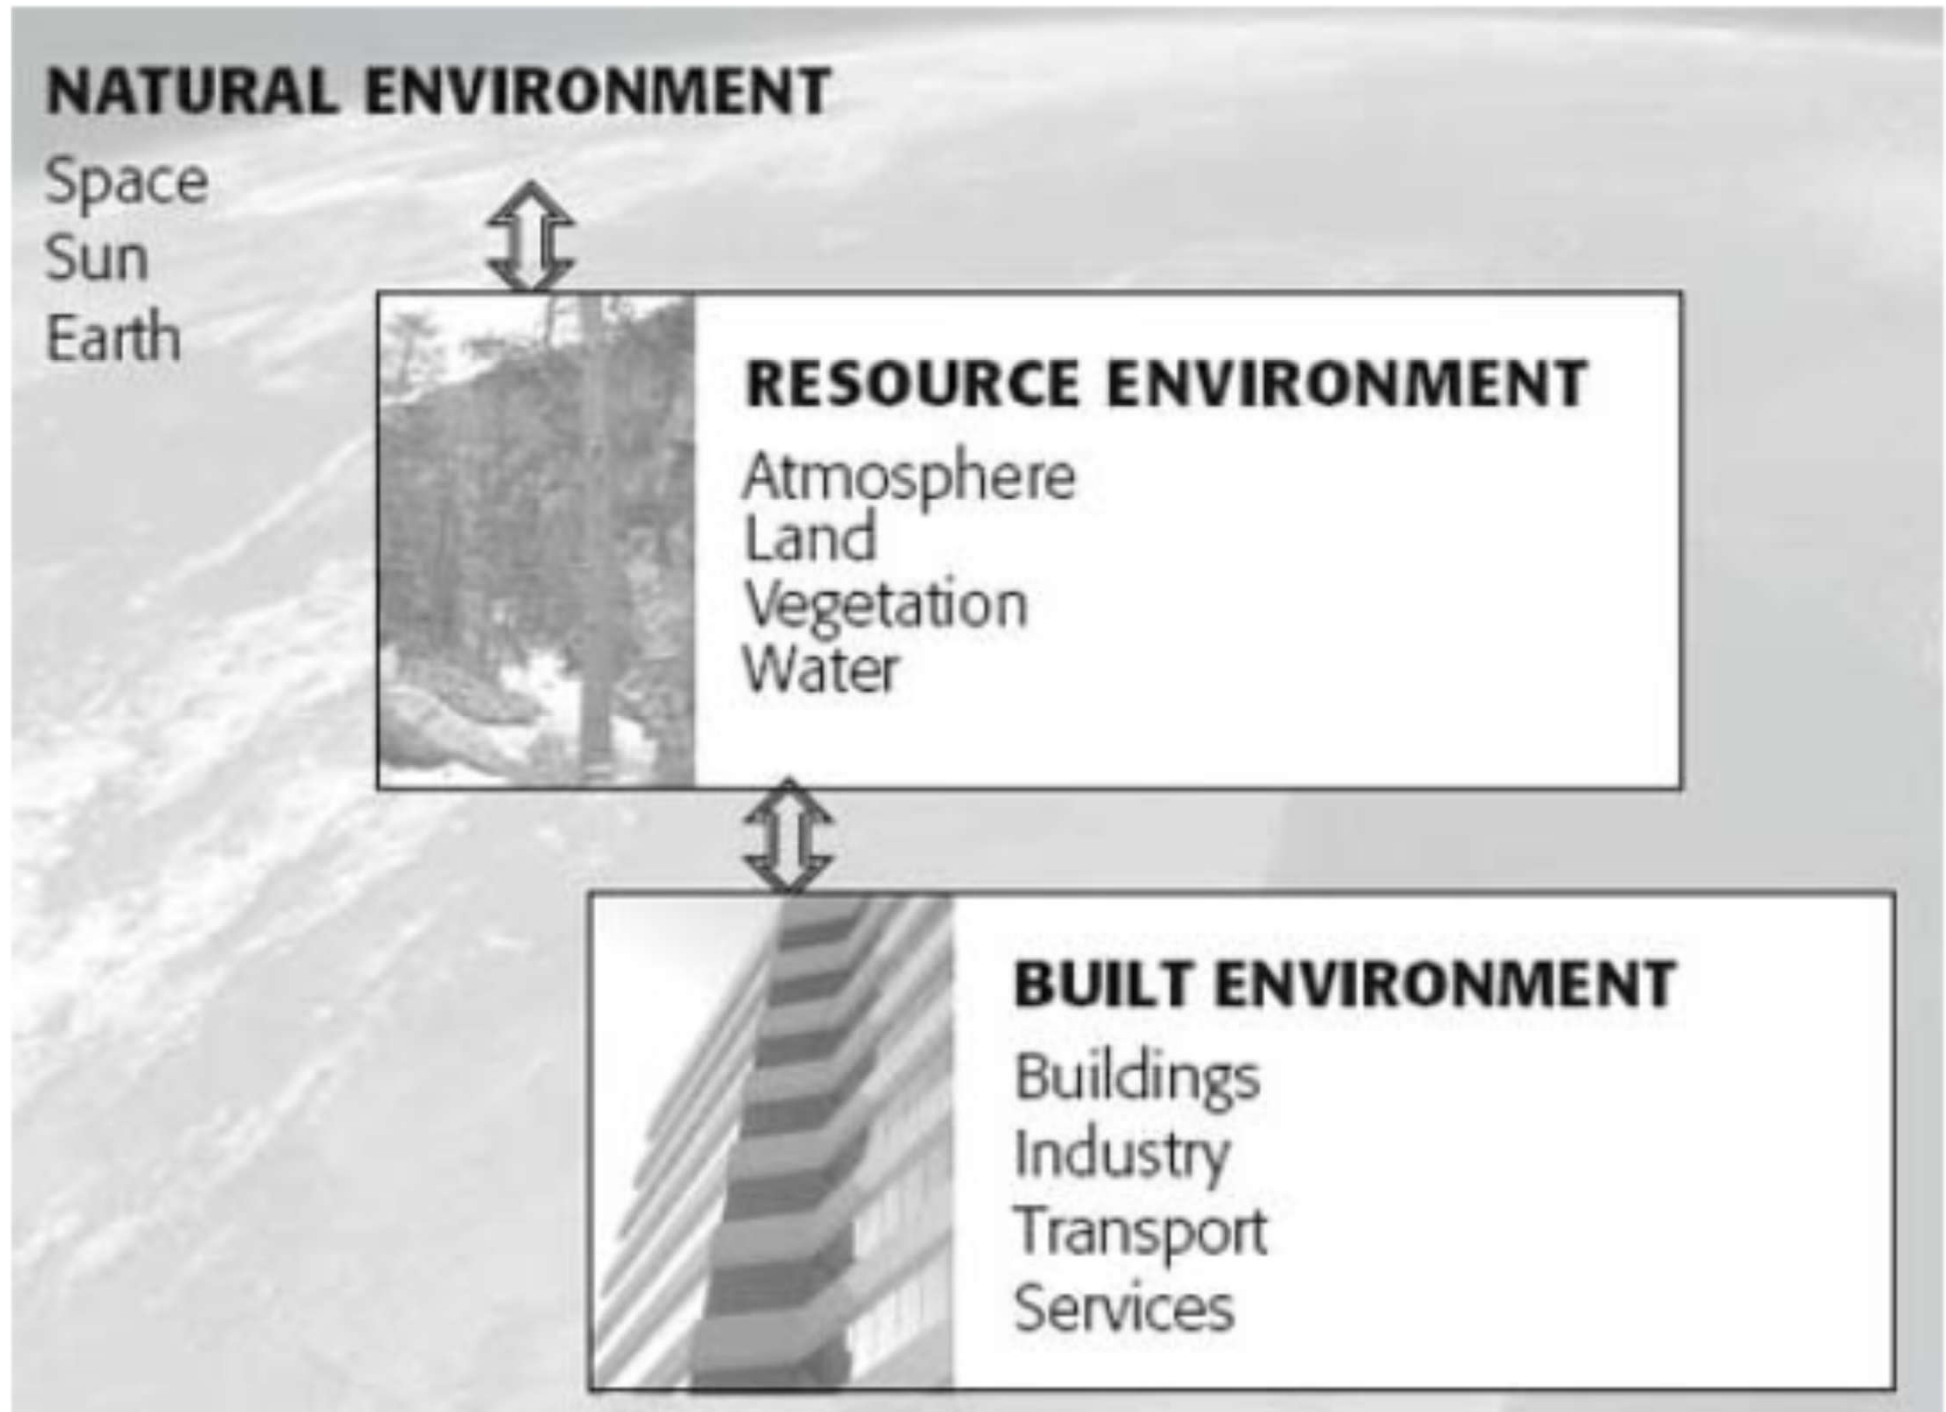 NATURAL ENVIRONMENT
Space
Sun
Earth
RESOURCE ENVIRONMENT
Atmosphere
Land
Vegetation
Water
BUILT ENVIRONMENT
Buildings
Industry
Transport
Services